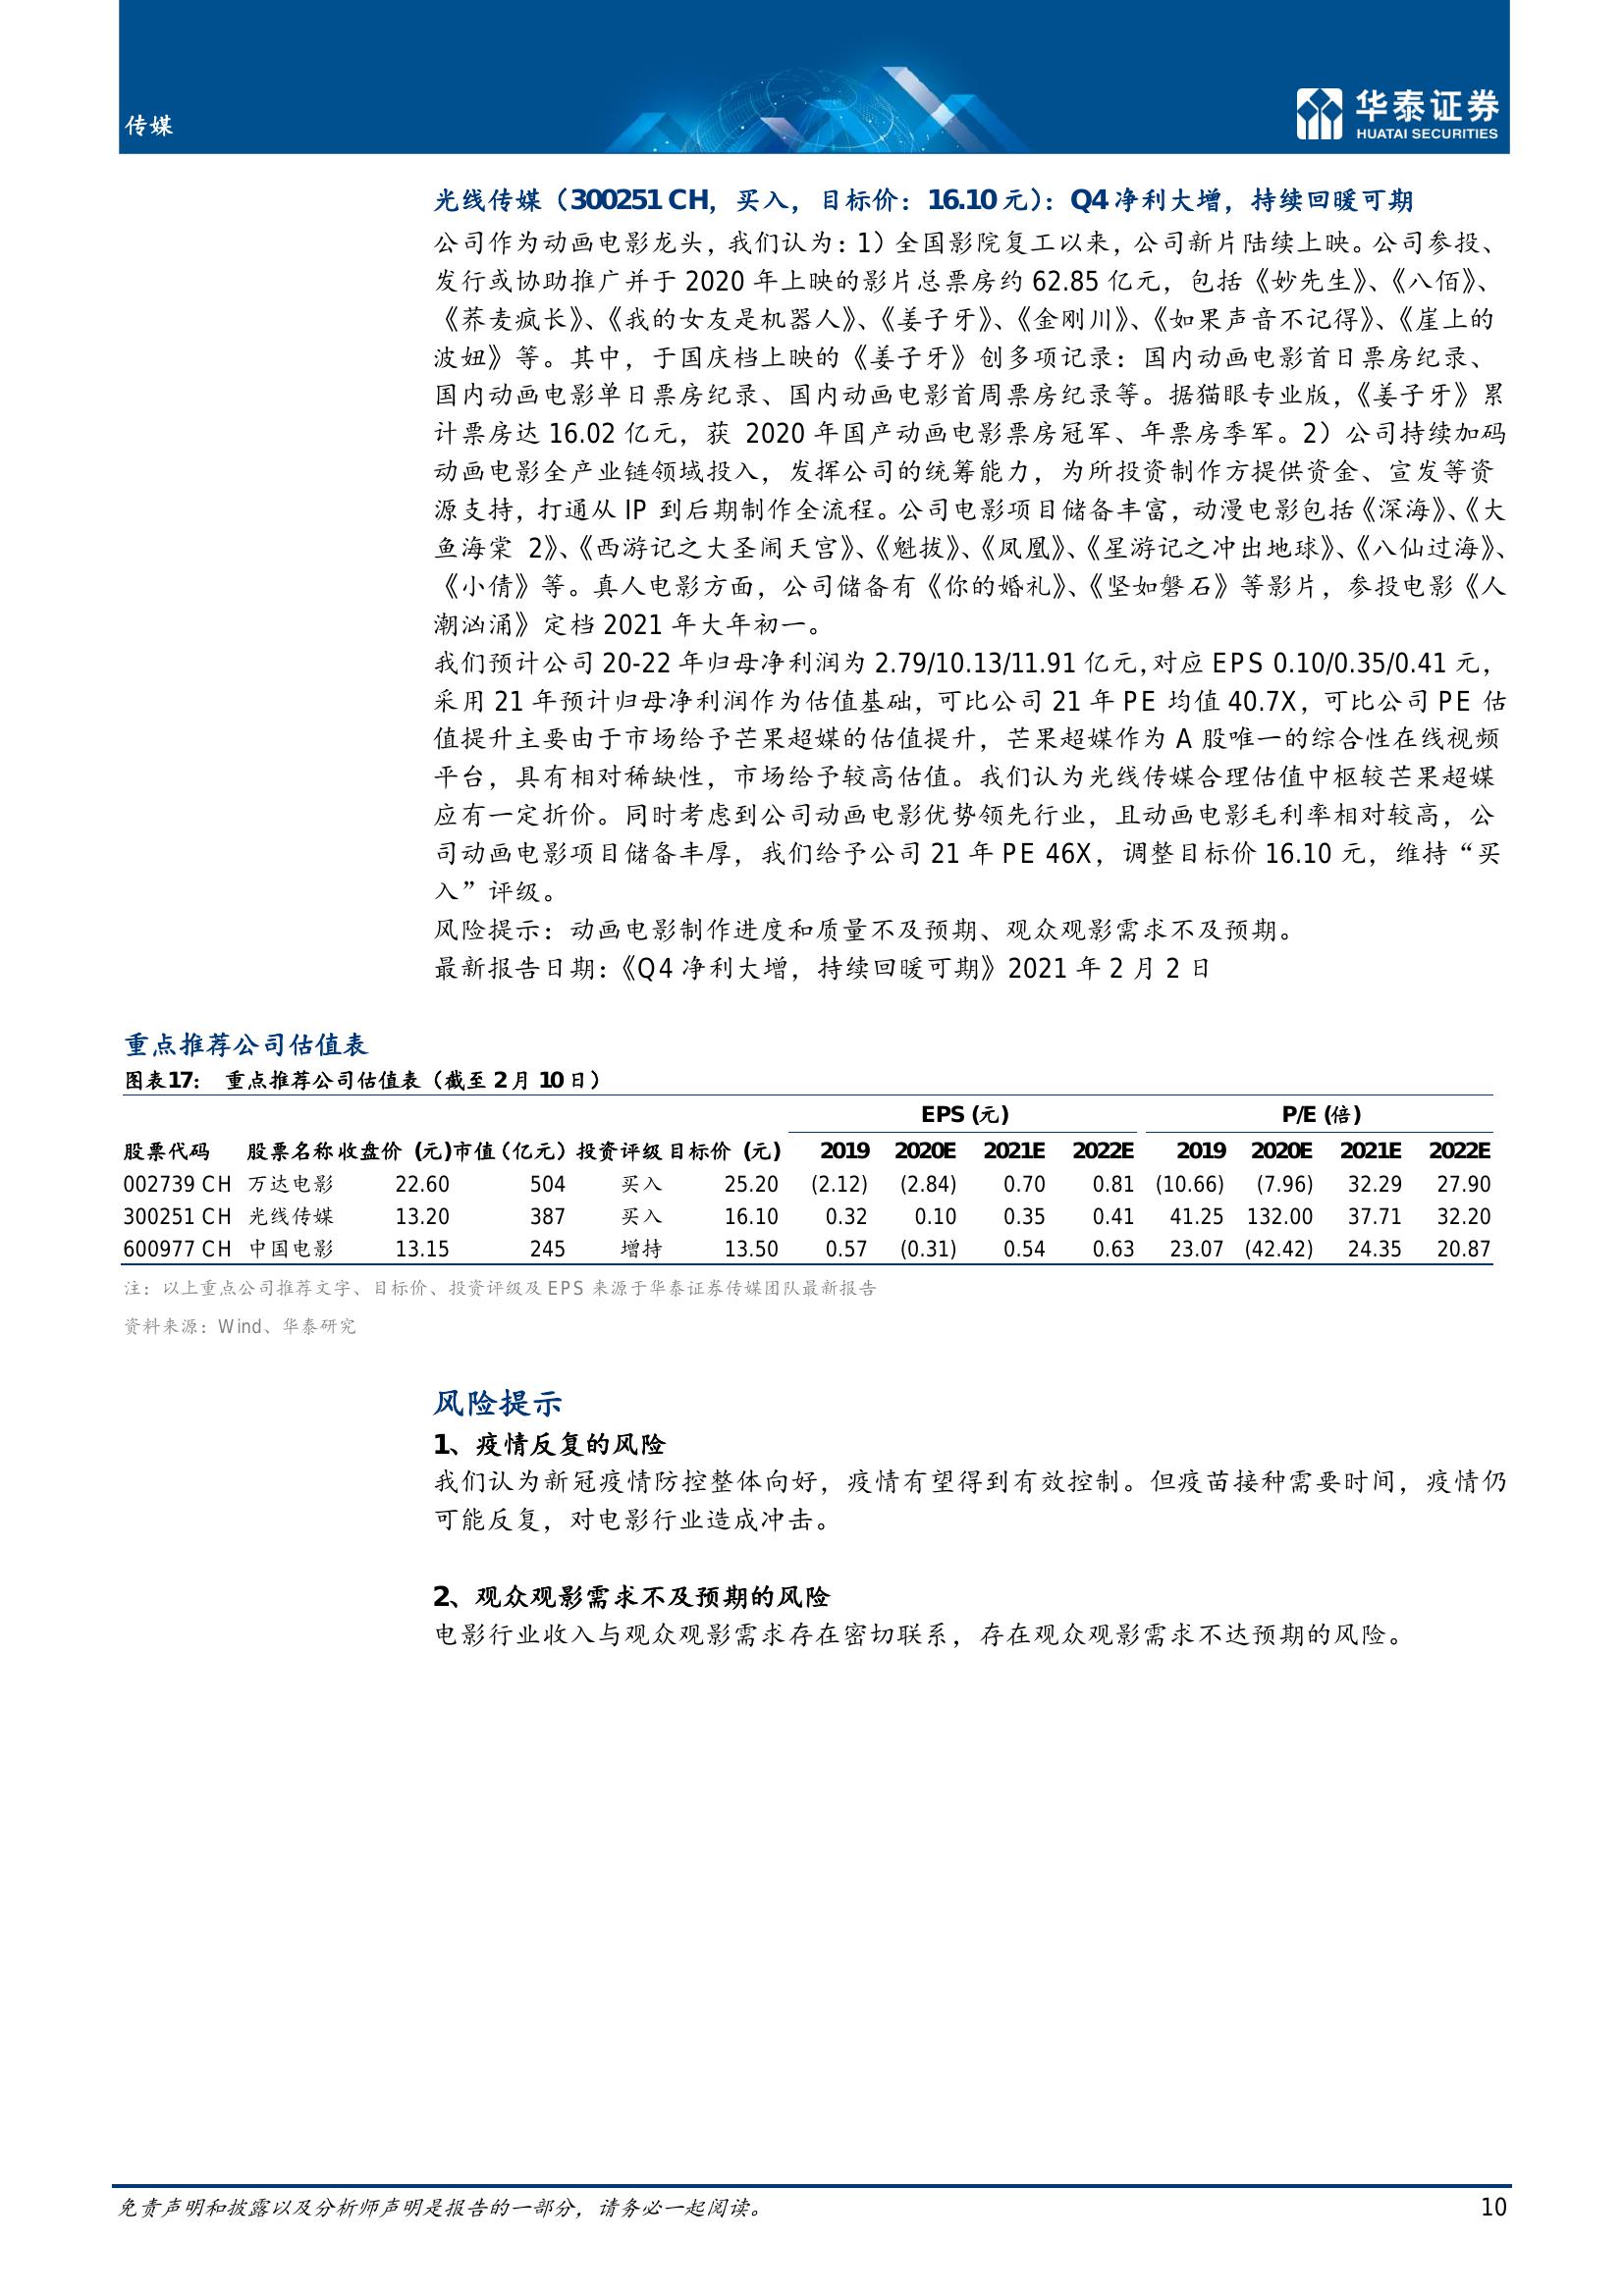 传媒
华泰证券
HUATAI SECURITIES
光线传媒（300251 CH，买入，目标价：16.10 元）：Q4 净利大增，持续回暖可期
公司作为动画电影龙头，我们认为：1）全国影院复工以来，公司新片陆续上映。公司参投、
发行或协助推广并于 2020 年上映的影片总票房约 62.85 亿元，包括《妙先生》、《八佰》、
《荞麦疯长》、《我的女友是机器人》、《姜子牙》、《金刚川》、《如果声音不记得》、《崖上的
波妞》等。其中，于国庆档上映的《姜子牙》创多项记录：国内动画电影首日票房纪录、
国内动画电影单日票房纪录、国内动画电影首周票房纪录等。据猫眼专业版，《姜子牙》累
计票房达 16.02 亿元，获 2020 年国产动画电影票房冠军、年票房季军。2）公司持续加码
动画电影全产业链领域投入，发挥公司的统筹能力，为所投资制作方提供资金、宣发等资
源支持，打通从 IP 到后期制作全流程。公司电影项目储备丰富，动漫电影包括《深海》、《大
鱼海棠 2》、《西游记之大圣闹天宫》、《魁拔》、《凤凰》、《星游记之冲出地球》、《八仙过海》、
《小倩》等。真人电影方面，公司储备有《你的婚礼》、《坚如磐石》等影片，参投电影《人
潮汹涌》定档 2021 年大年初一。
我们预计公司 20-22 年归母净利润为 2.79/10.13/11.91 亿元，对应 EPS 0.10/0.35/0.41 元，
采用 21 年预计归母净利润作为估值基础，可比公司 21 年 PE 均值 40.7X，可比公司 PE 估
值提升主要由于市场给予芒果超媒的估值提升，芒果超媒作为 A 股唯一的综合性在线视频
平台，具有相对稀缺性，市场给予较高估值。我们认为光线传媒合理估值中枢较芒果超媒
应有一定折价。同时考虑到公司动画电影优势领先行业，且动画电影毛利率相对较高，公
司动画电影项目储备丰厚，我们给予公司 21 年 PE 46X，调整目标价 16.10 元，维持“买
入”评级。
风险提示：动画电影制作进度和质量不及预期、观众观影需求不及预期。
最新报告日期：《Q4 净利大增，持续回暖可期》2021 年 2 月 2 日
重点推荐公司估值表
图表17： 重点推荐公司估值表（截至 2 月 10 日）
EPS (元) P/E (倍)
股票代码 股票名称 收盘价 (元) 市值（亿元） 投资评级 目标价 (元) 2019 2020E 2021E 2022E 2019 2020E 2021E 2022E
002739 CH 万达电影 22.60 504 买入 25.20 (2.12) (2.84) 0.70 0.81 (10.66) (7.96) 32.29 27.90
300251 CH 光线传媒 13.20 387 买入 16.10 0.32 0.10 0.35 0.41 41.25 132.00 37.71 32.20
600977 CH 中国电影 13.15 245 增持 13.50 0.57 (0.31) 0.54 0.63 23.07 (42.42) 24.35 20.87
注：以上重点公司推荐文字、目标价、投资评级及 EPS 来源于华泰证券传媒团队最新报告
资料来源：Wind、华泰研究
风险提示
1、疫情反复的风险
我们认为新冠疫情防控整体向好，疫情有望得到有效控制。但疫苗接种需要时间，疫情仍
可能反复，对电影行业造成冲击。
2、观众观影需求不及预期的风险
电影行业收入与观众观影需求存在密切联系，存在观众观影需求不达预期的风险。
免责声明和披露以及分析师声明是报告的一部分，请务必一起阅读。 10